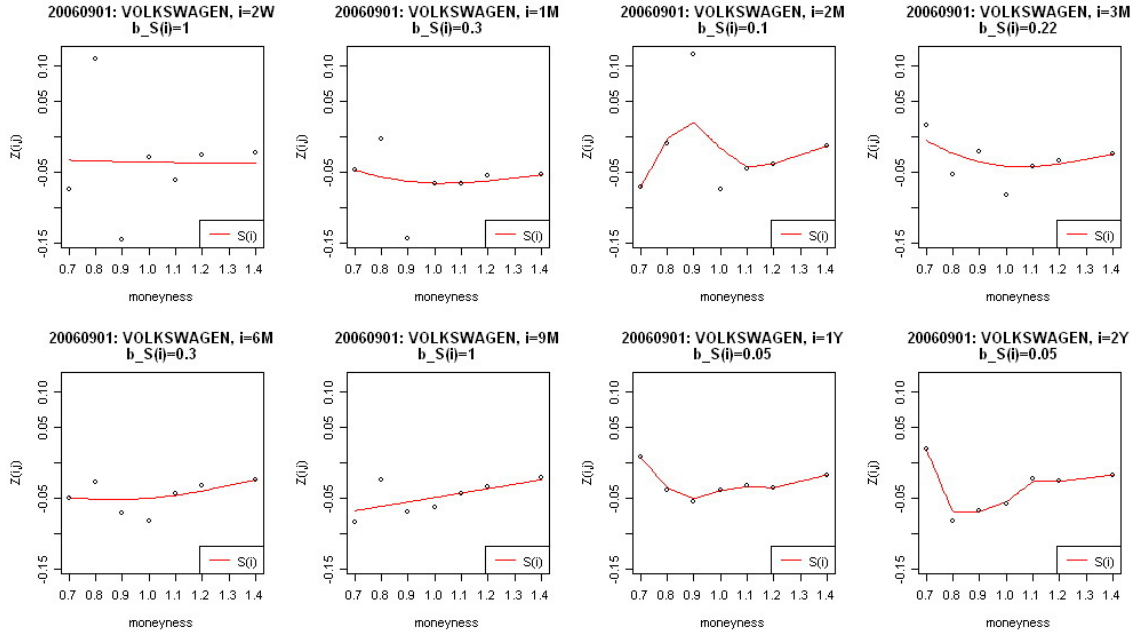 20060901: VOLKSWAGEN, i=2W
b_S(i)=1
Z(i,j)
0.10
0.05
-0.05
-0.15
S(i)
0.7 0.8 0.9 1.0 1.1 1.2 1.3 1.4
moneyness
20060901: VOLKSWAGEN, i=1M
b_S(i)=0.3
Z(i,j)
0.10
0.05
-0.05
-0.15
S(i)
0.7 0.8 0.9 1.0 1.1 1.2 1.3 1.4
moneyness
20060901: VOLKSWAGEN, i=2M
b_S(i)=0.1
Z(i,j)
0.10
0.05
-0.05
-0.15
S(i)
0.7 0.8 0.9 1.0 1.1 1.2 1.3 1.4
moneyness
20060901: VOLKSWAGEN, i=3M
b_S(i)=0.22
Z(i,j)
0.10
0.05
-0.05
-0.15
S(i)
0.7 0.8 0.9 1.0 1.1 1.2 1.3 1.4
moneyness
20060901: VOLKSWAGEN, i=6M
b_S(i)=0.3
Z(i,j)
0.10
0.05
-0.05
-0.15
S(i)
0.7 0.8 0.9 1.0 1.1 1.2 1.3 1.4
moneyness
20060901: VOLKSWAGEN, i=9M
b_S(i)=1
Z(i,j)
0.10
0.05
-0.05
-0.15
S(i)
0.7 0.8 0.9 1.0 1.1 1.2 1.3 1.4
moneyness
20060901: VOLKSWAGEN, i=1Y
b_S(i)=0.05
Z(i,j)
0.10
0.05
-0.05
-0.15
S(i)
0.7 0.8 0.9 1.0 1.1 1.2 1.3 1.4
moneyness
20060901: VOLKSWAGEN, i=2Y
b_S(i)=0.05
Z(i,j)
0.10
0.05
-0.05
-0.15
S(i)
0.7 0.8 0.9 1.0 1.1 1.2 1.3 1.4
moneyness